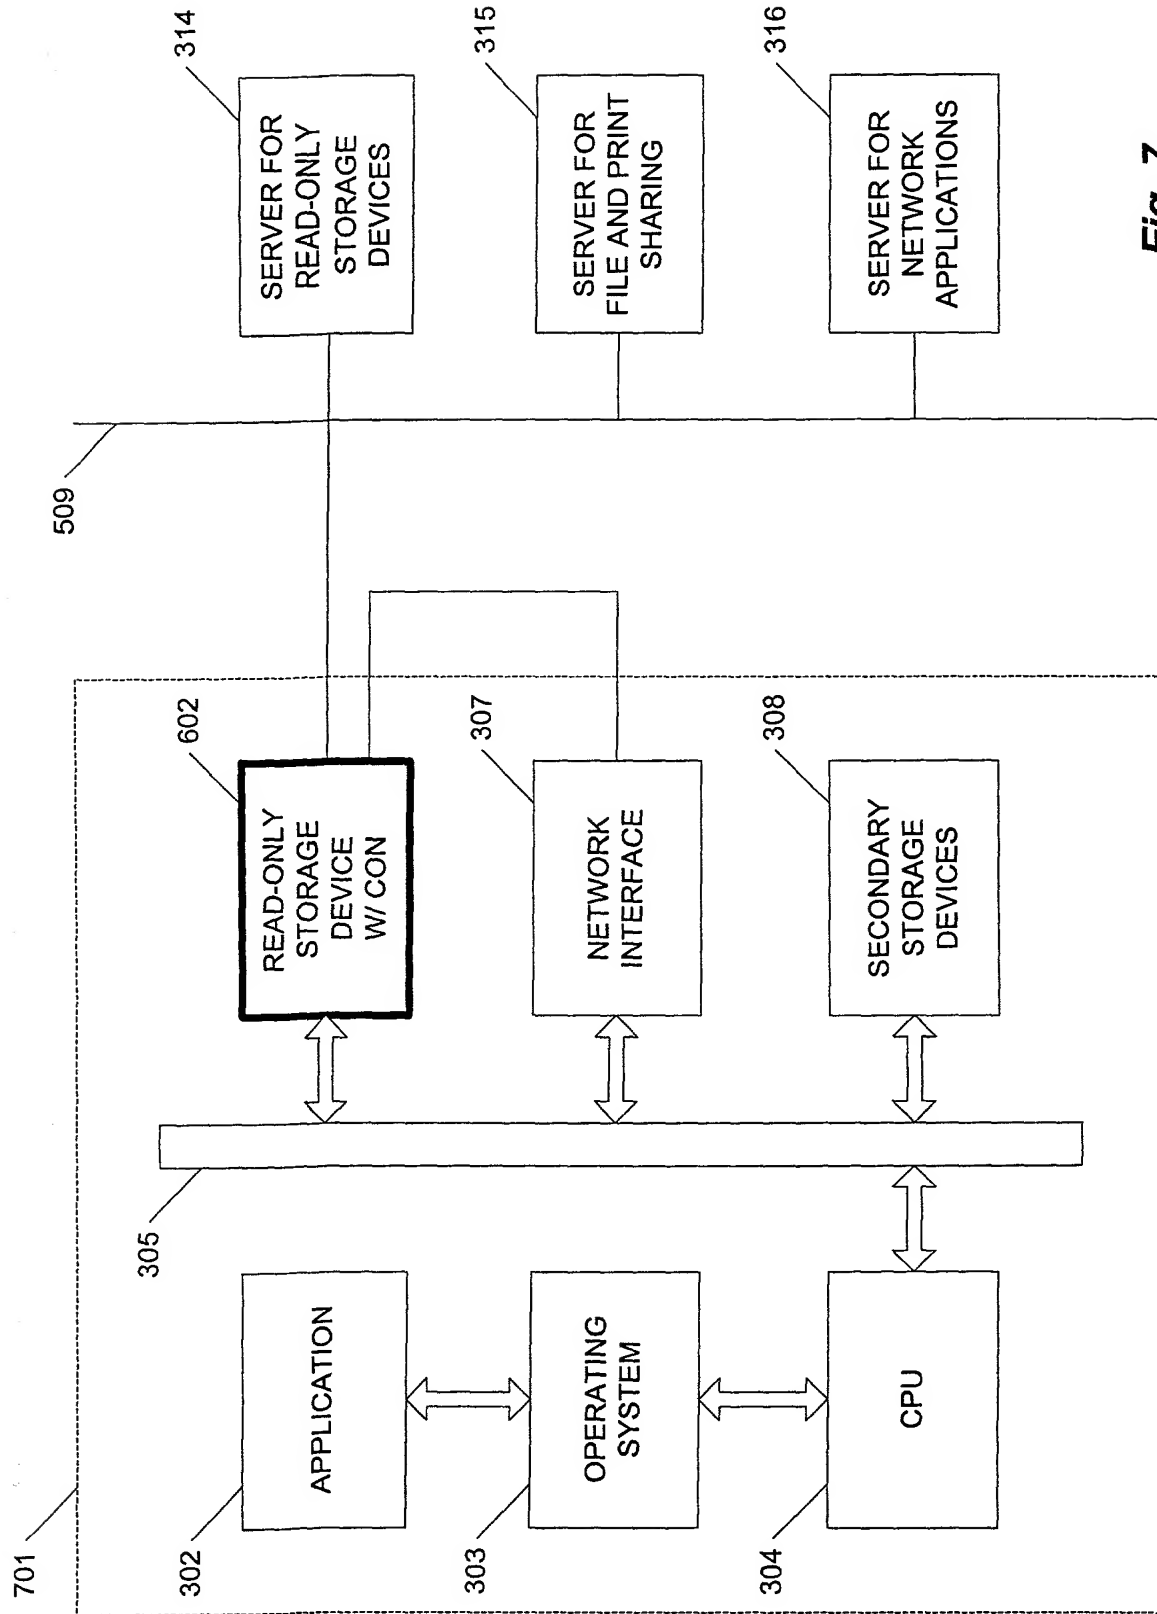 701
302
APPLICATION
303
OPERATING
SYSTEM
304
CPU
305
602
READ-ONLY
STORAGE
DEVICE
W/ CON
307
NETWORK
INTERFACE
308
SECONDARY
STORAGE
DEVICES
509
314
SERVER FOR
READ-ONLY
STORAGE
DEVICES
315
SERVER FOR
FILE AND PRINT
SHARING
316
SERVER FOR
NETWORK
APPLICATIONS
Fig. 7